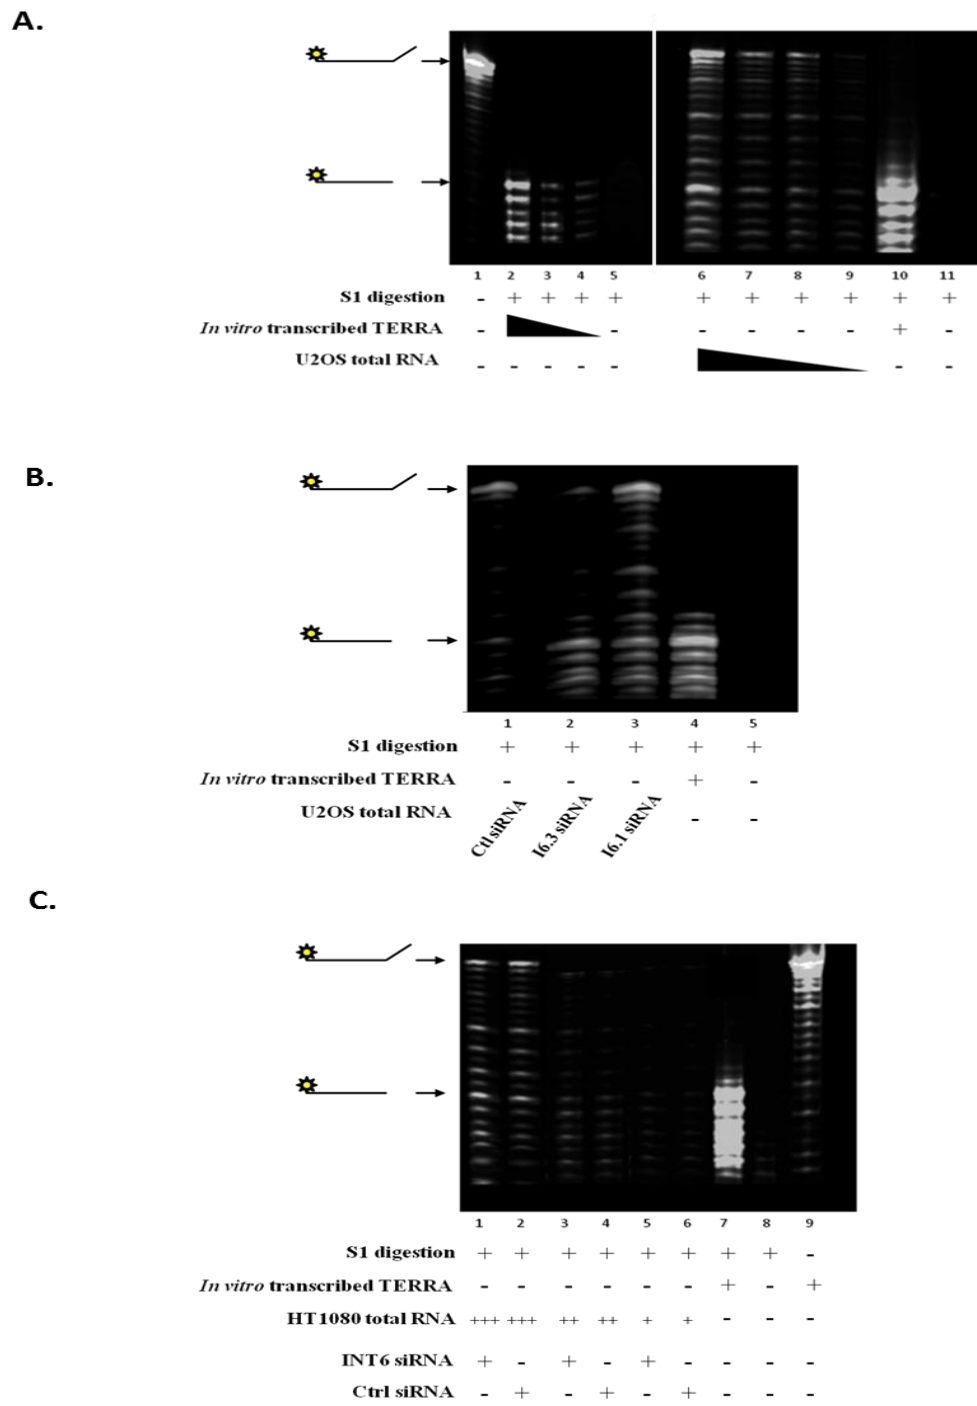 A.
1 2 3 4 5 6 7 8 9 10 11
S1 digestion - + + + + + + + + + +
In vitro transcribed TERRA - - - - - - + -
U2OS total RNA - - - - - - -
B.
1 2 3 4 5
S1 digestion + + + + +
In vitro transcribed TERRA - - - + -
U2OS total RNA Ctl siRNA I6.3 siRNA I6.1 siRNA - -
C.
1 2 3 4 5 6 7 8 9
S1 digestion + + + + + + + + -
In vitro transcribed TERRA - - - - - - + - +
HT1080 total RNA +++ +++ ++ ++ + + - - -
INT6 siRNA + - + - + - - - -
Ctrl siRNA - + - + - + - - -